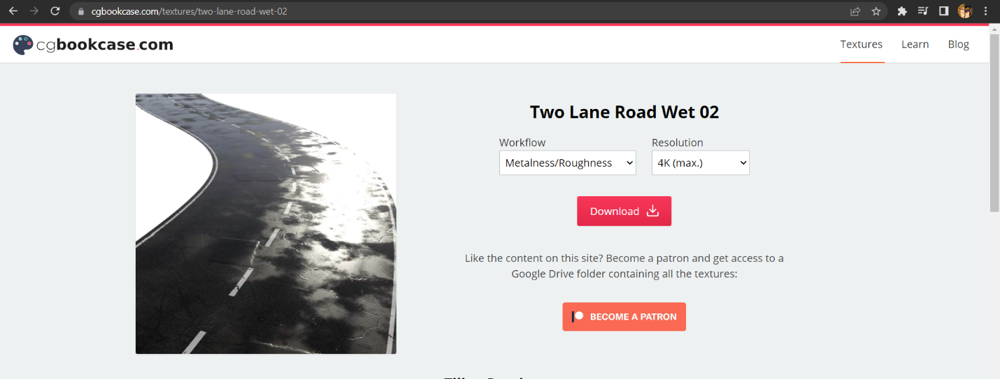 cgbookcase.com/textures/two-lane-road-wet-02
cgbookcase.com
Textures Learn Blog
Two Lane Road Wet 02
Workflow Resolution
Metalness/Roughness 4K (max.)
Download
Like the content on this site? Become a patron and get access to a
Google Drive folder containing all the textures:
BECOME A PATRON